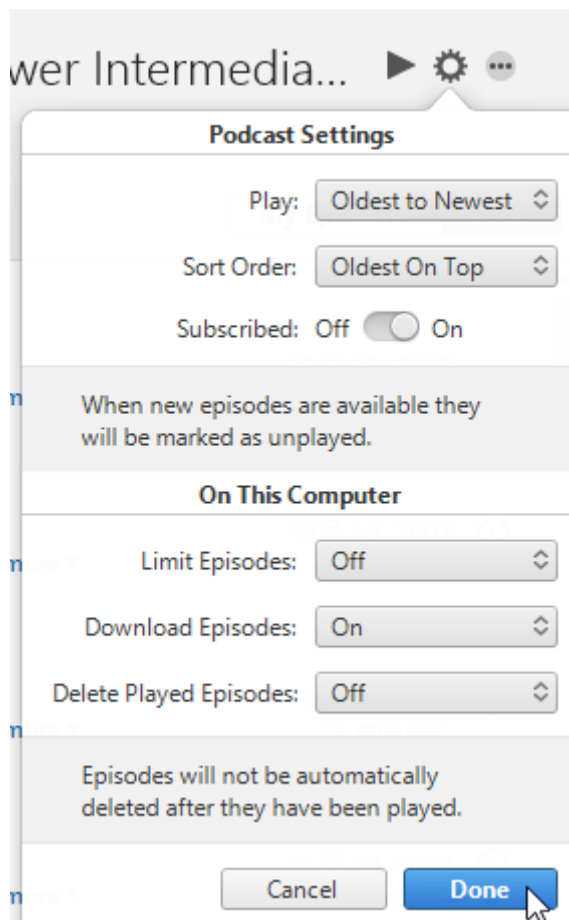 wer Intermedia...
Podcast Settings
Play: Oldest to Newest
Sort Order: Oldest On Top
Subscribed: Off On
When new episodes are available they
will be marked as unplayed.
On This Computer
Limit Episodes: Off
Download Episodes: On
Delete Played Episodes: Off
Episodes will not be automatically
deleted after they have been played.
Cancel Done